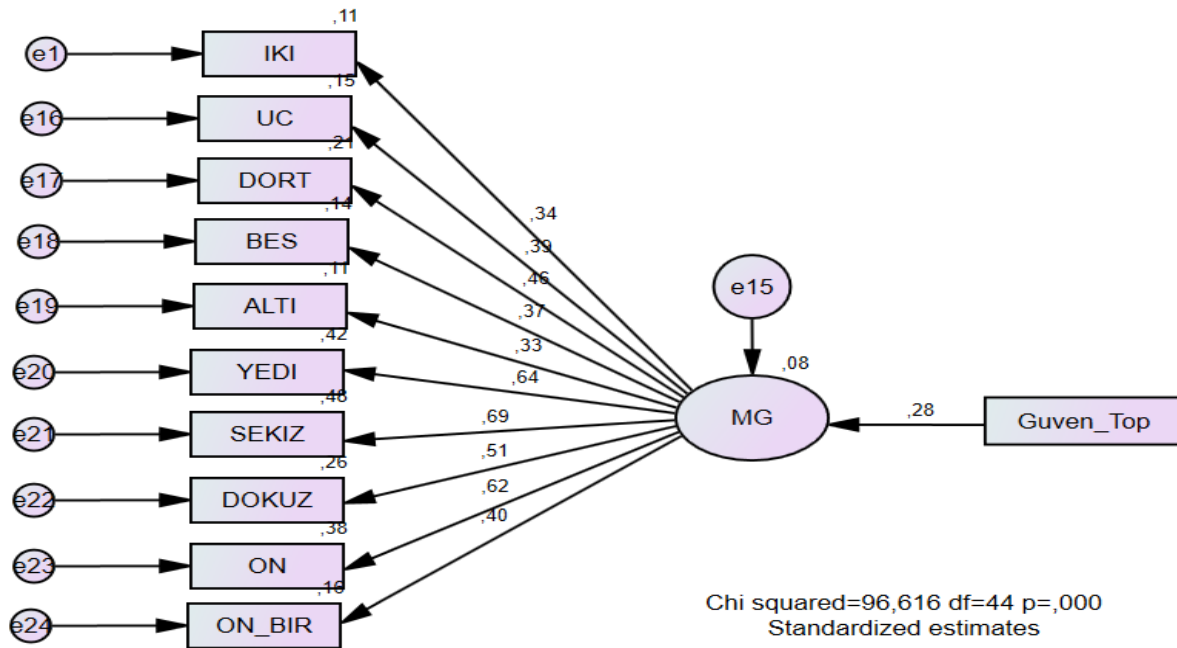 ,11
e1
IKI
,15
e16
UC
,21
e17
DORT
,14
e18
BES
,11
e19
ALTI
,42
e20
YEDI
,48
e21
SEKIZ
,26
e22
DOKUZ
,38
e23
ON
,16
e24
ON_BIR
,34
,39
,46
,37
,33
,64
,69
,51
,62
,40
e15
,08
MG
,28
Guven_Top
Chi squared=96,616 df=44 p=,000
Standardized estimates